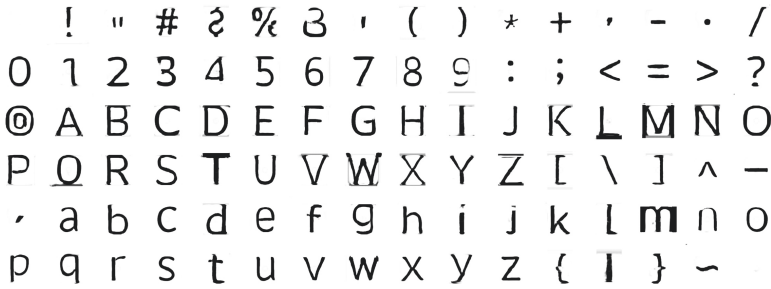 ! " # $ % & ' ( ) * + , - . /
0 1 2 3 4 5 6 7 8 9 : ; < = > ?
@ A B C D E F G H I J K L M N O
P Q R S T U V W X Y Z [ \ ] ^ _
` a b c d e f g h i j k l m n o
p q r s t u v w x y z { | } ~